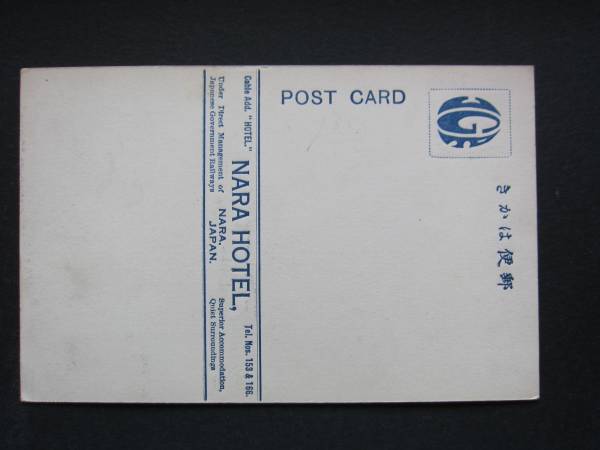 POST CARD
きかは便郵
Cable Add. "HOTEL." NARA HOTEL, Tel. Nos. 153 & 166.
NARA, JAPAN.
Under Direct Management of
Japanese Government Railways
Superior Accommodation,
Quiet Surroundings